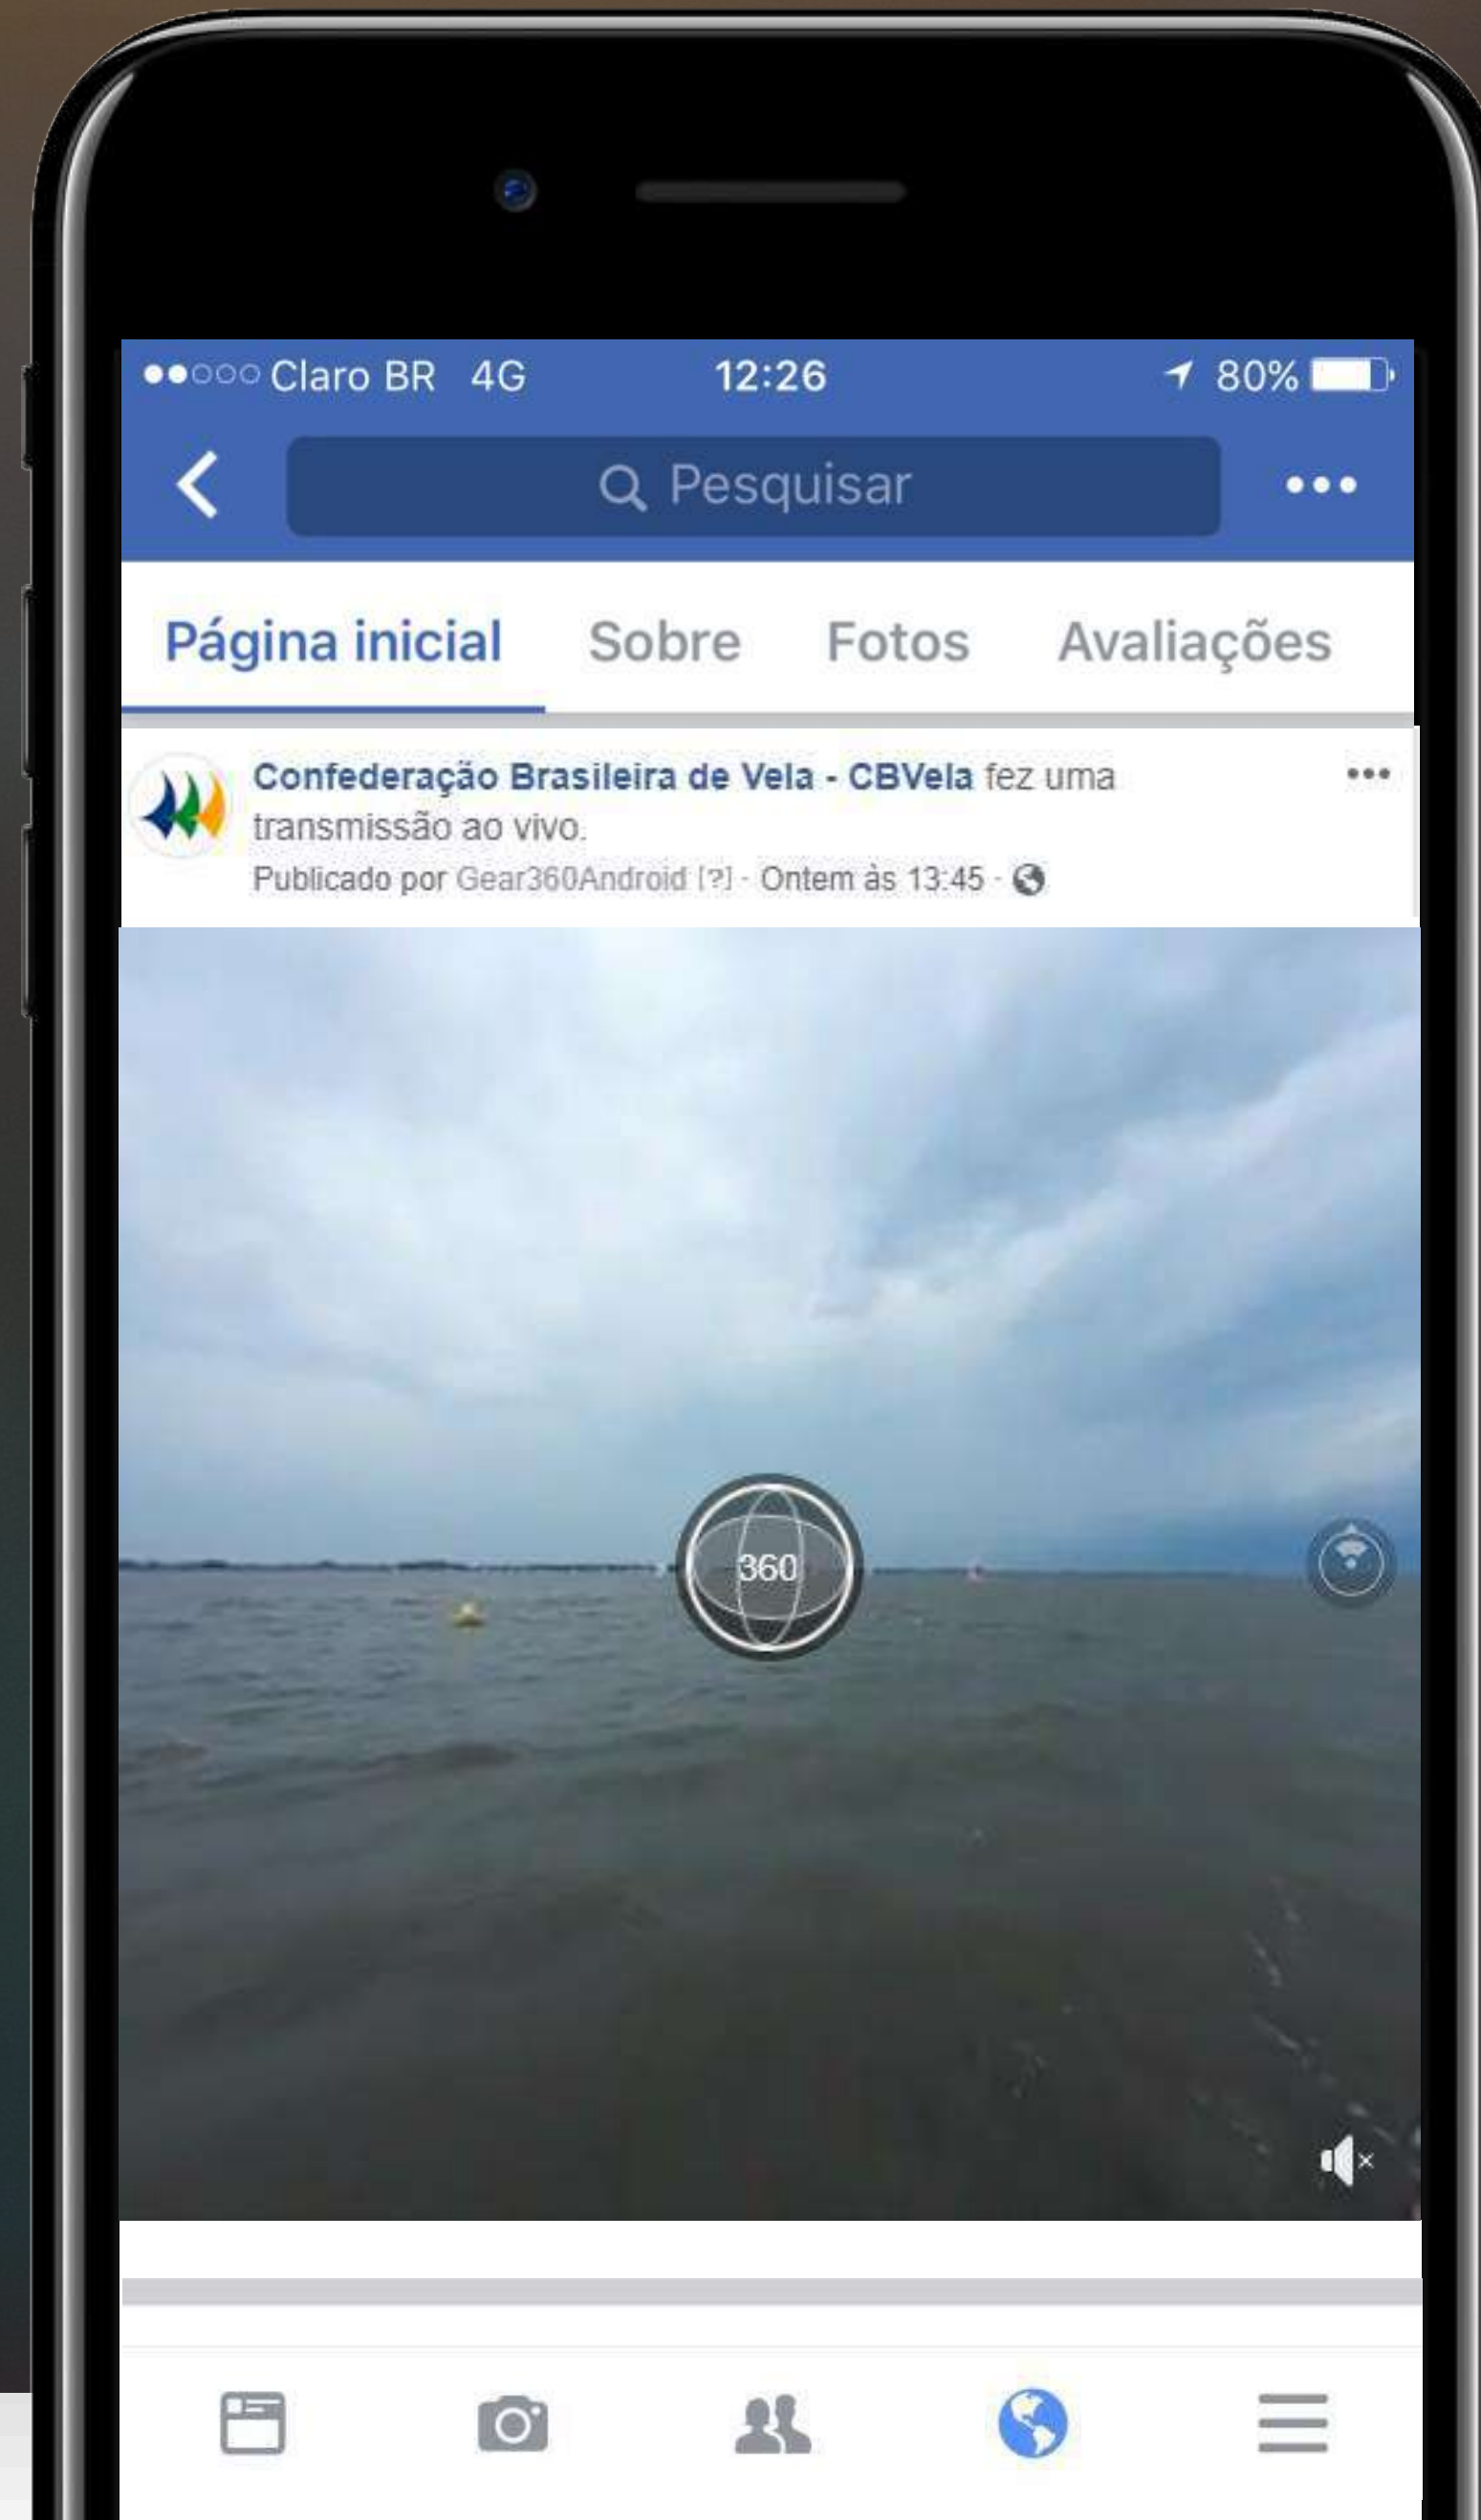 Claro BR 4G 12:26 80%
Pesquisar
Página inicial Sobre Fotos Avaliações
Confederação Brasileira de Vela - CBVela fez uma
transmissão ao vivo.
Publicado por Gear360Android [?] · Ontem às 13:45 ·
360